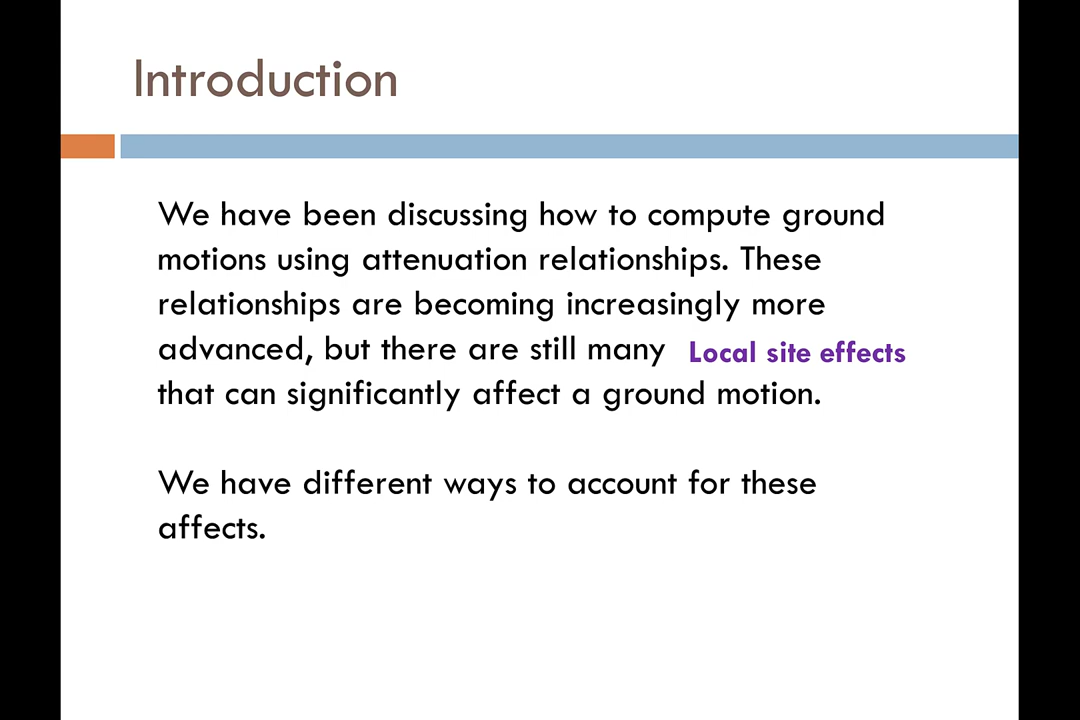 Introduction
We have been discussing how to compute ground
motions using attenuation relationships. These
relationships are becoming increasingly more
advanced, but there are still many Local site effects
that can significantly affect a ground motion.
We have different ways to account for these
affects.